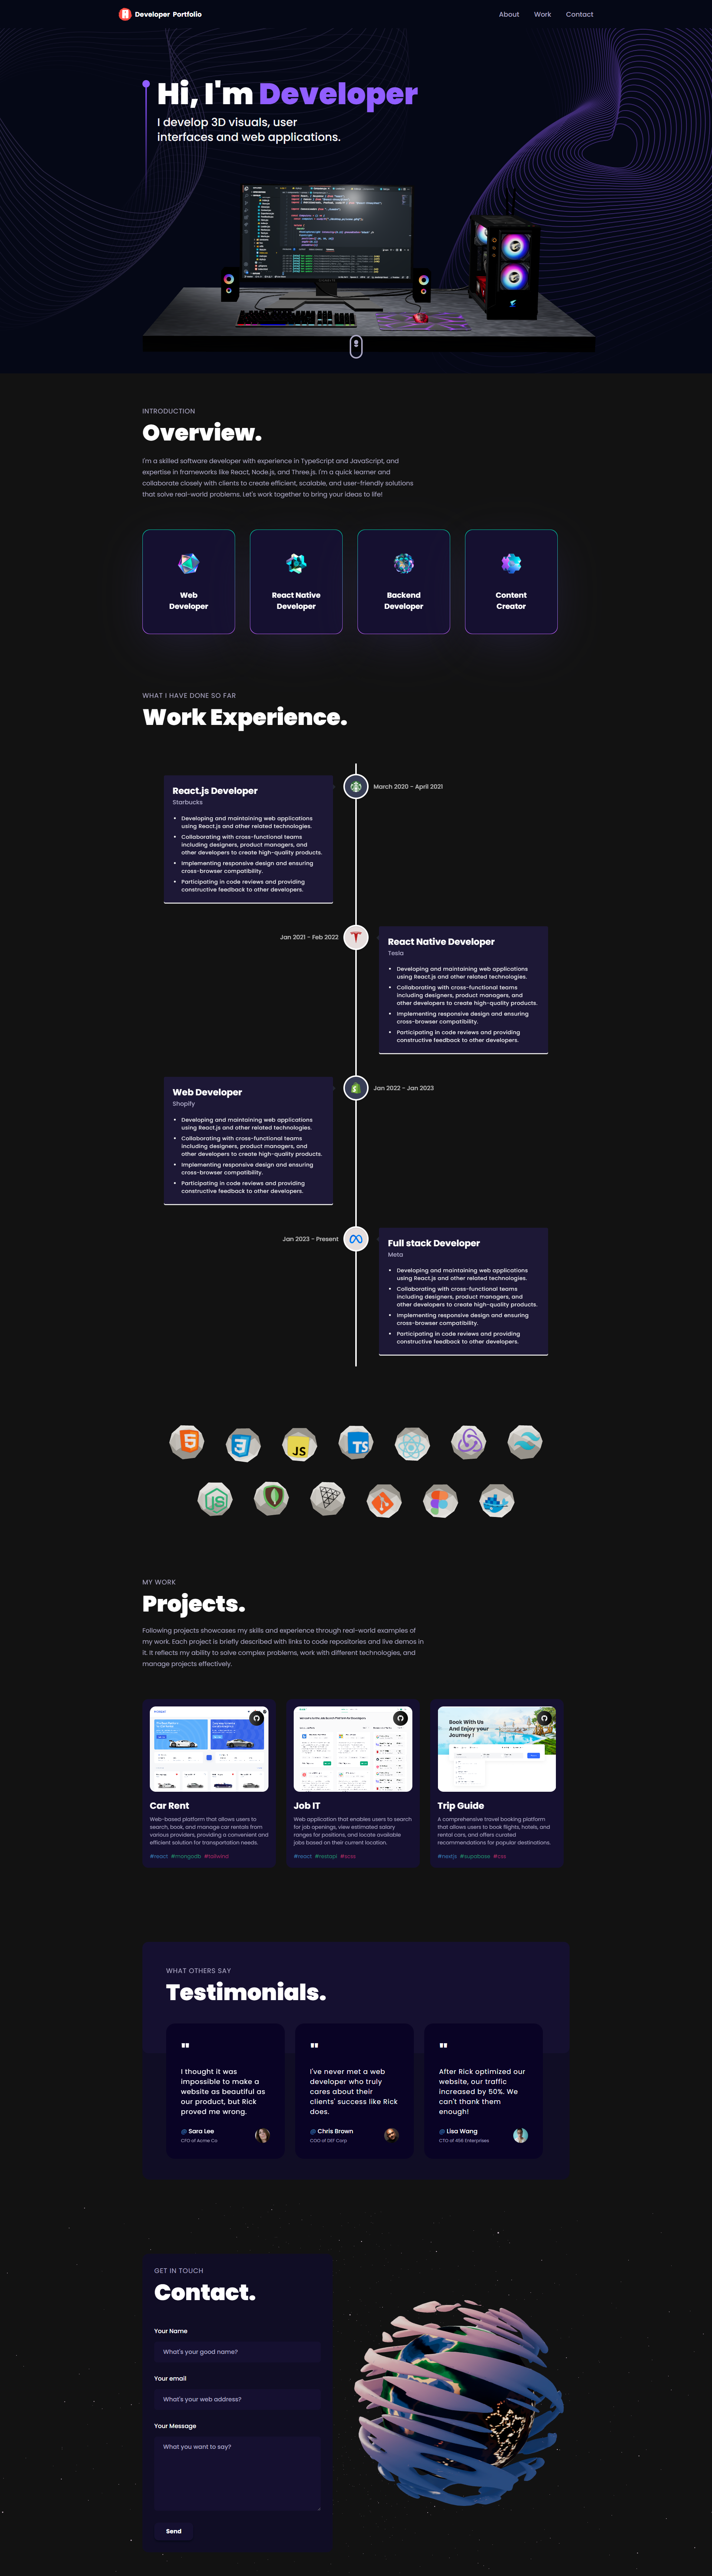 Developer Portfolio
About
Work
Contact
Hi, I'm Developer
I develop 3D visuals, user
interfaces and web applications.
INTRODUCTION
Overview.
I'm a skilled software developer with experience in TypeScript and JavaScript, and
expertise in frameworks like React, Node.js, and Three.js. I'm a quick learner and
collaborate closely with clients to create efficient, scalable, and user-friendly solutions
that solve real-world problems. Let's work together to bring your ideas to life!
Web
Developer
React Native
Developer
Backend
Developer
Content
Creator
WHAT I HAVE DONE SO FAR
Work Experience.
React.js Developer
Starbucks
Developing and maintaining web applications
using React.js and other related technologies.
Collaborating with cross-functional teams
including designers, product managers, and
other developers to create high-quality products.
Implementing responsive design and ensuring
cross-browser compatibility.
Participating in code reviews and providing
constructive feedback to other developers.
March 2020 - April 2021
Jan 2021 - Feb 2022
React Native Developer
Tesla
Developing and maintaining web applications
using React.js and other related technologies.
Collaborating with cross-functional teams
including designers, product managers, and
other developers to create high-quality products.
Implementing responsive design and ensuring
cross-browser compatibility.
Participating in code reviews and providing
constructive feedback to other developers.
Web Developer
Shopify
Developing and maintaining web applications
using React.js and other related technologies.
Collaborating with cross-functional teams
including designers, product managers, and
other developers to create high-quality products.
Implementing responsive design and ensuring
cross-browser compatibility.
Participating in code reviews and providing
constructive feedback to other developers.
Jan 2022 - Jan 2023
Jan 2023 - Present
Full stack Developer
Meta
Developing and maintaining web applications
using React.js and other related technologies.
Collaborating with cross-functional teams
including designers, product managers, and
other developers to create high-quality products.
Implementing responsive design and ensuring
cross-browser compatibility.
Participating in code reviews and providing
constructive feedback to other developers.
JS
TS
MY WORK
Projects.
Following projects showcases my skills and experience through real-world examples of
my work. Each project is briefly described with links to code repositories and live demos in
it. It reflects my ability to solve complex problems, work with different technologies, and
manage projects effectively.
Car Rent
Web-based platform that allows users to
search, book, and manage car rentals from
various providers, providing a convenient and
efficient solution for transportation needs.
#react #mongodb #tailwind
Job IT
Web application that enables users to search
for job openings, view estimated salary
ranges for positions, and locate available
jobs based on their current location.
#react #restapi #scss
Book With Us
And Enjoy your
Journey !
Trip Guide
A comprehensive travel booking platform
that allows users to book flights, hotels, and
rental cars, and offers curated
recommendations for popular destinations.
#nextjs #supabase #css
WHAT OTHERS SAY
Testimonials.
"
I thought it was
impossible to make a
website as beautiful as
our product, but Rick
proved me wrong.
@ Sara Lee
CFO of Acme Co
"
I've never met a web
developer who truly
cares about their
clients' success like Rick
does.
@ Chris Brown
COO of DEF Corp
"
After Rick optimized our
website, our traffic
increased by 50%. We
can't thank them
enough!
@ Lisa Wang
CTO of 456 Enterprises
GET IN TOUCH
Contact.
Your Name
What's your good name?
Your email
What's your web address?
Your Message
What you want to say?
Send